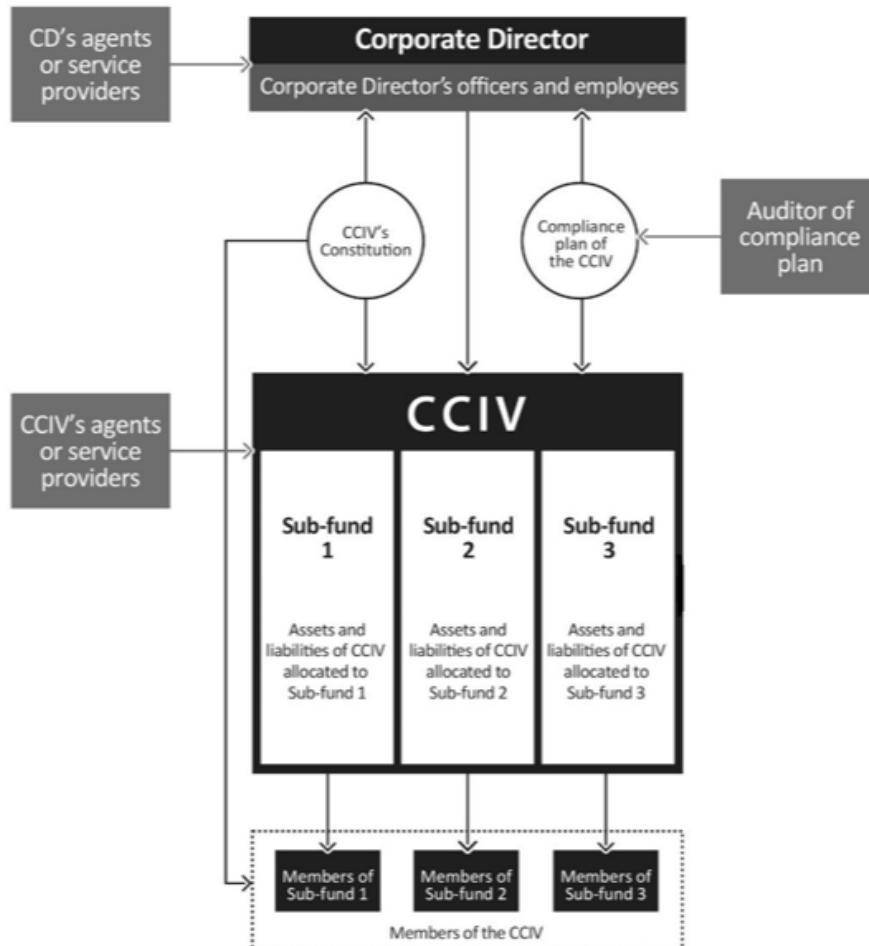 CD's agents
or service
providers
Corporate Director
Corporate Director's officers and employees
CCIV's
Constitution
Compliance
plan of
the CCIV
Auditor of
compliance
plan
CCIV's agents
or service
providers
CCIV
Sub-fund
1
Sub-fund
2
Sub-fund
3
Assets and
liabilities of CCIV
allocated to
Sub-fund 1
Assets and
liabilities of CCIV
allocated to
Sub-fund 2
Assets and
liabilities of CCIV
allocated to
Sub-fund 3
Members of
Sub-fund 1
Members of
Sub-fund 2
Members of
Sub-fund 3
Members of the CCIV